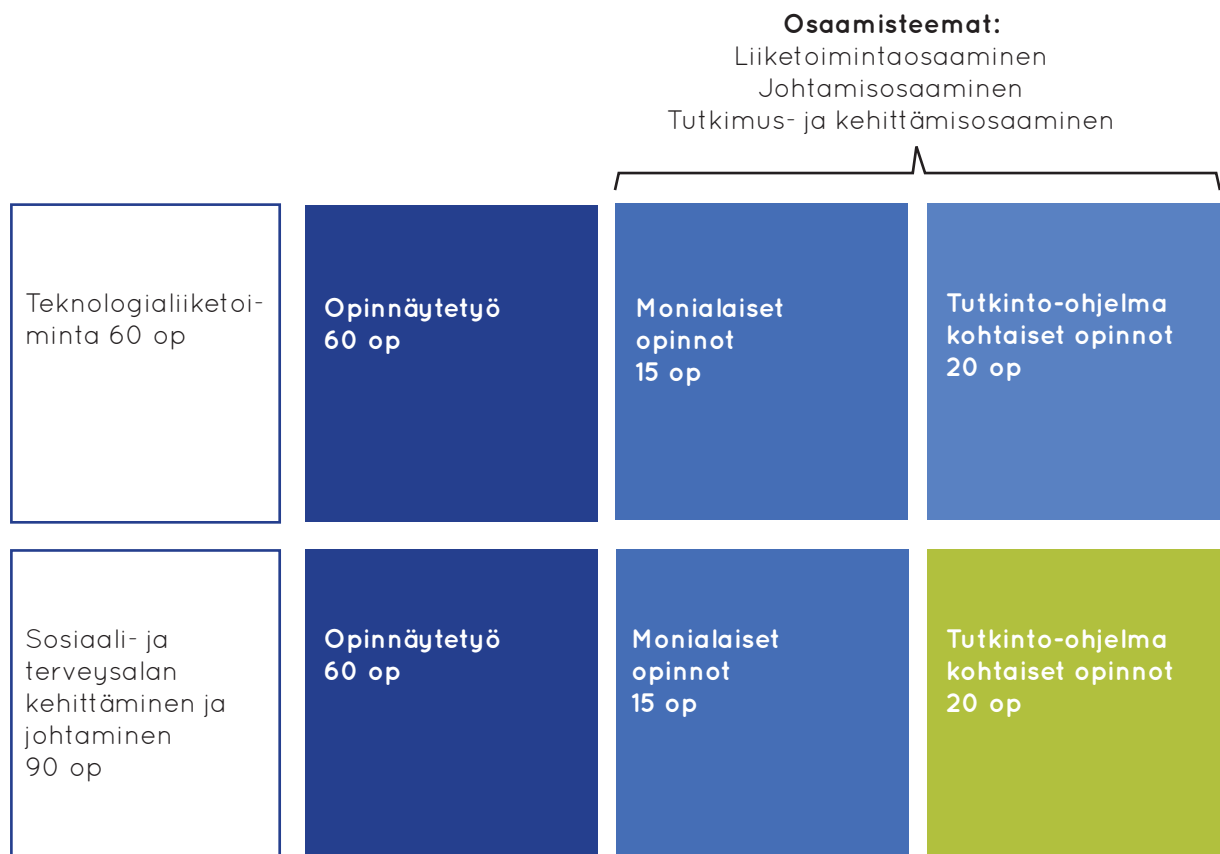 Osaamisteemat:
Liiketoimintaosaaminen
Johtamisosaaminen
Tutkimus- ja kehittämisosaaminen
Teknologialiiketoi-
minta 60 op
Opinnäytetyö
60 op
Monialaiset
opinnot
15 op
Tutkinto-ohjelma
kohtaiset opinnot
20 op
Sosiaali- ja
terveysalan
kehittäminen ja
johtaminen
90 op
Opinnäytetyö
60 op
Monialaiset
opinnot
15 op
Tutkinto-ohjelma
kohtaiset opinnot
20 op